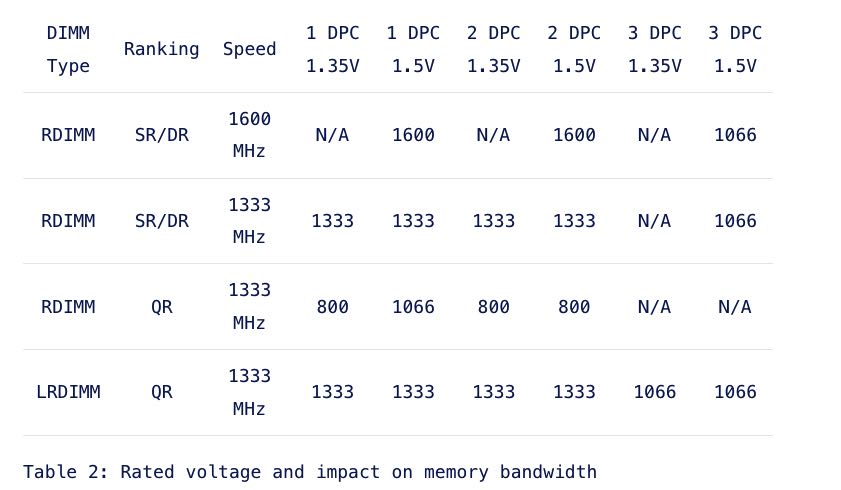 DIMM Type Ranking Speed 1 DPC 1.35V 1 DPC 1.5V 2 DPC 1.35V 2 DPC 1.5V 3 DPC 1.35V 3 DPC 1.5V
RDIMM SR/DR 1600 MHz N/A 1600 N/A 1600 N/A 1066
RDIMM SR/DR 1333 MHz 1333 1333 1333 1333 N/A 1066
RDIMM QR 1333 MHz 800 1066 800 800 N/A N/A
LRDIMM QR 1333 MHz 1333 1333 1333 1333 1066 1066
Table 2: Rated voltage and impact on memory bandwidth